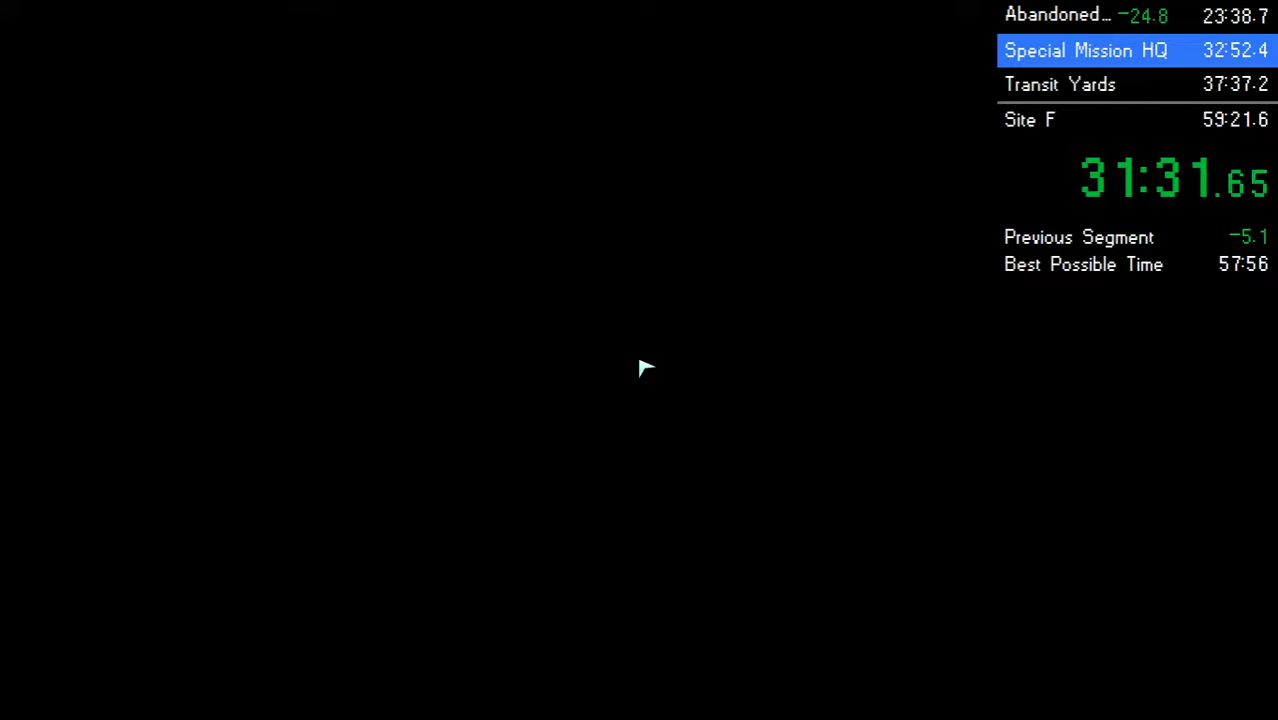 Abandoned... -24.8 23:38.7
Special Mission HQ 32:52.4
Transit Yards 37:37.2
Site F 59:21.6
31:31.65
Previous Segment -5.1
Best Possible Time 57:56